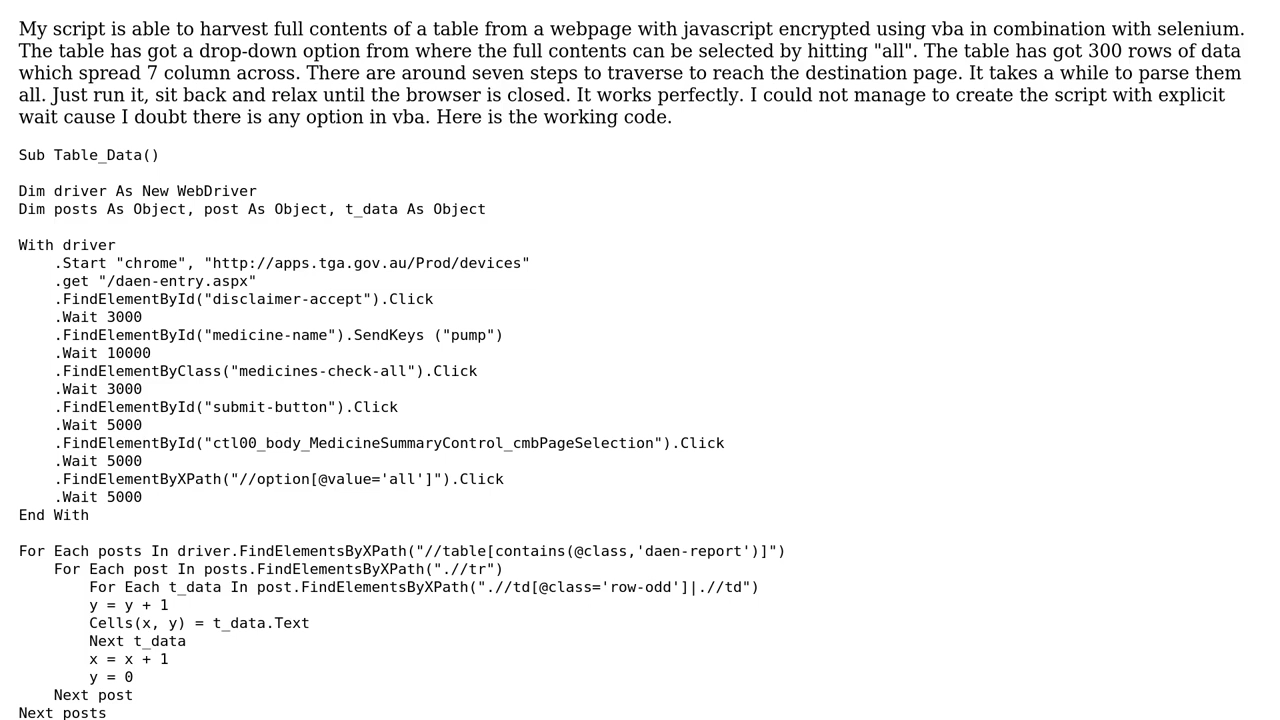 My script is able to harvest full contents of a table from a webpage with javascript encrypted using vba in combination with selenium.
The table has got a drop-down option from where the full contents can be selected by hitting "all". The table has got 300 rows of data
which spread 7 column across. There are around seven steps to traverse to reach the destination page. It takes a while to parse them
all. Just run it, sit back and relax until the browser is closed. It works perfectly. I could not manage to create the script with explicit
wait cause I doubt there is any option in vba. Here is the working code.

Sub Table_Data()

Dim driver As New WebDriver
Dim posts As Object, post As Object, t_data As Object

With driver
    .Start "chrome", "http://apps.tga.gov.au/Prod/devices"
    .get "/daen-entry.aspx"
    .FindElementById("disclaimer-accept").Click
    .Wait 3000
    .FindElementById("medicine-name").SendKeys ("pump")
    .Wait 10000
    .FindElementByClass("medicines-check-all").Click
    .Wait 3000
    .FindElementById("submit-button").Click
    .Wait 5000
    .FindElementById("ctl00_body_MedicineSummaryControl_cmbPageSelection").Click
    .Wait 5000
    .FindElementByXPath("//option[@value='all']").Click
    .Wait 5000
End With

For Each posts In driver.FindElementsByXPath("//table[contains(@class,'daen-report')]")
    For Each post In posts.FindElementsByXPath(".//tr")
        For Each t_data In post.FindElementsByXPath(".//td[@class='row-odd']|.//td")
        y = y + 1
        Cells(x, y) = t_data.Text
        Next t_data
        x = x + 1
        y = 0
    Next post
Next posts